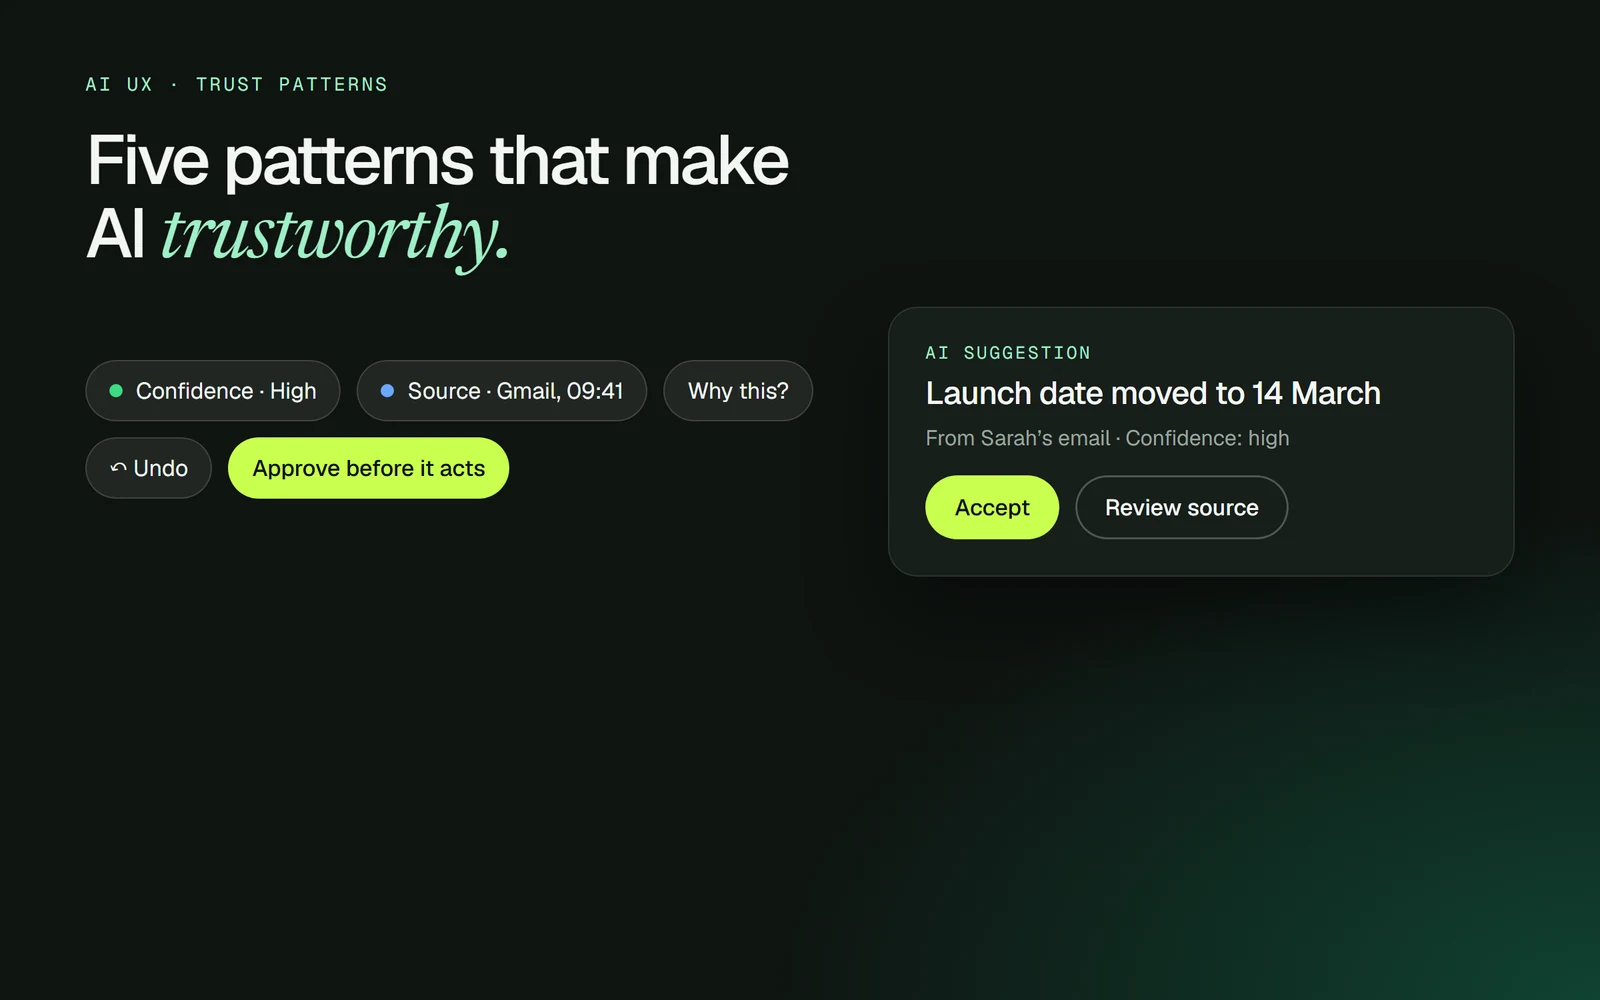 AI UX · TRUST PATTERNS
Five patterns that make
AI trustworthy.
Confidence · High
Source · Gmail, 09:41
Why this?
↶ Undo
Approve before it acts
AI SUGGESTION
Launch date moved to 14 March
From Sarah’s email · Confidence: high
Accept
Review source